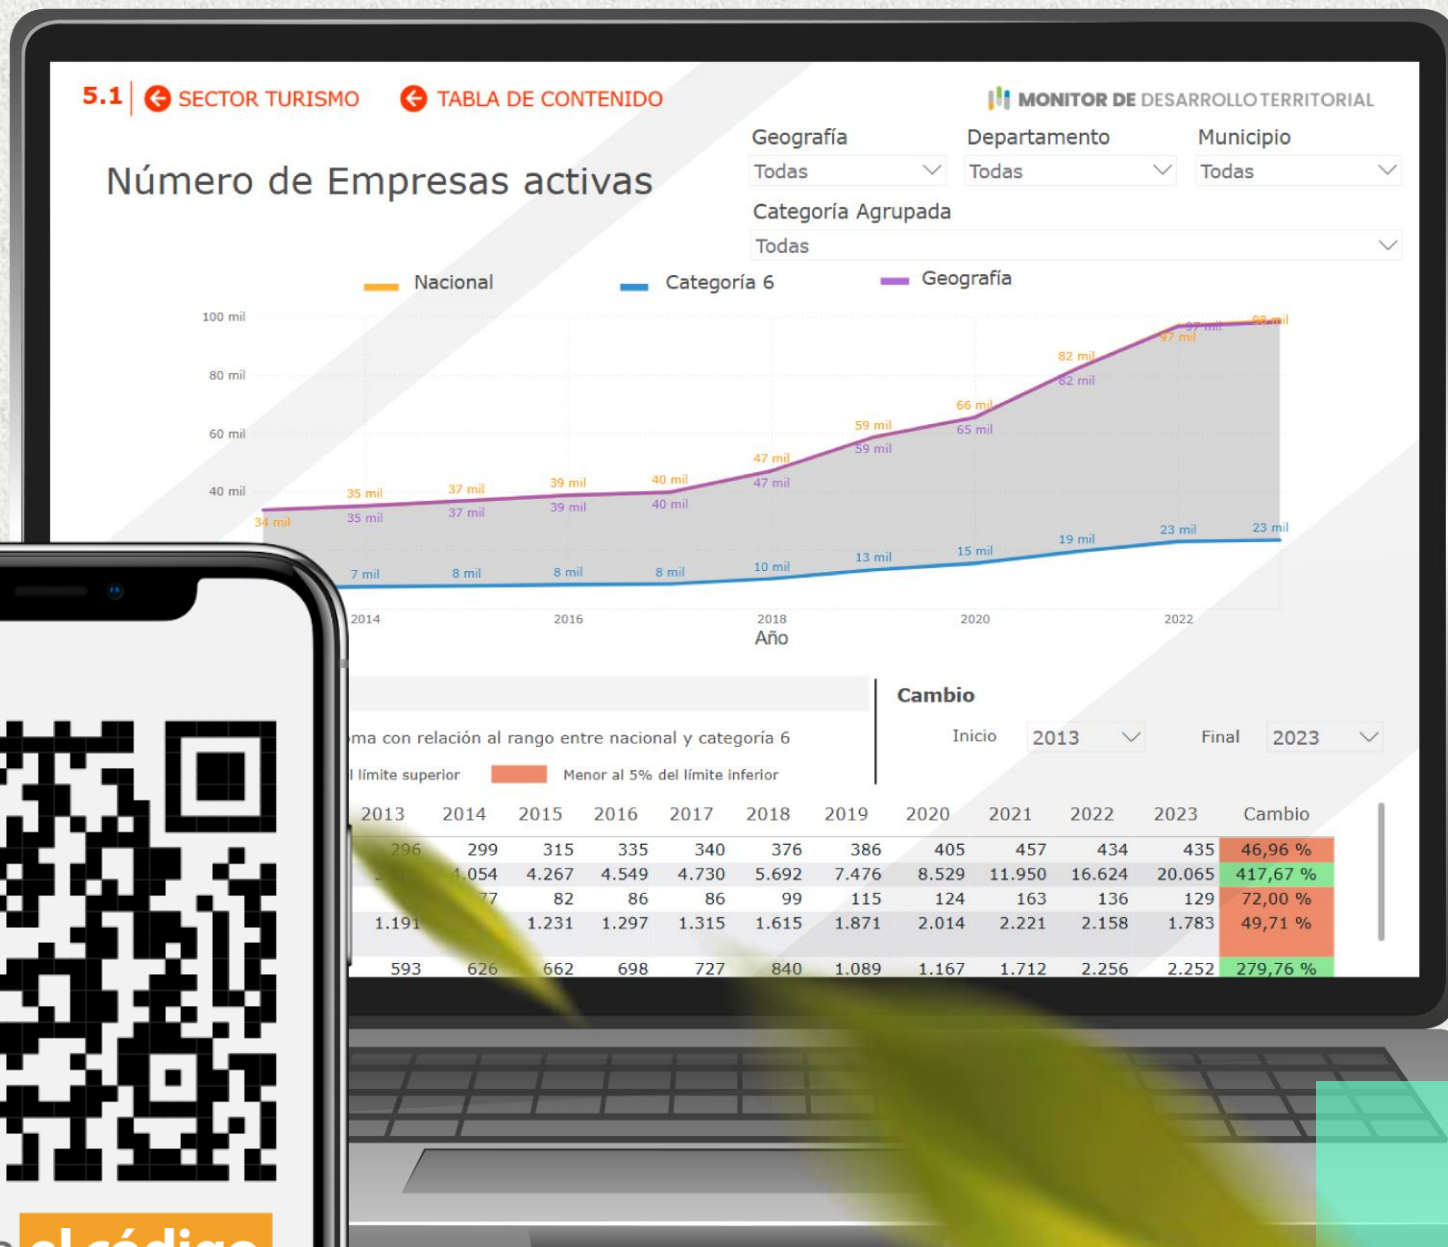 5.1 SECTOR TURISMO TABLA DE CONTENIDO
MONITOR DE DESARROLLO TERRITORIAL
Número de Empresas activas
Geografía Departamento Municipio
Todas Todas Todas
Categoría Agrupada
Todas
Nacional Categoría 6 Geografía
100 mil
80 mil
60 mil
40 mil
34 mil 35 mil 37 mil 39 mil 40 mil 47 mil 59 mil 66 mil 82 mil 97 mil 98 mil
35 mil 37 mil 39 mil 40 mil 47 mil 59 mil 65 mil 82 mil 97 mil
7 mil 8 mil 8 mil 8 mil 10 mil 13 mil 15 mil 19 mil 23 mil 23 mil
2014 2016 2018 2020 2022
Año
con relación al rango entre nacional y categoría 6
límite superior Menor al 5% del límite inferior
Cambio
Inicio 2013 Final 2023
2013 2014 2015 2016 2017 2018 2019 2020 2021 2022 2023 Cambio
296 299 315 335 340 376 386 405 457 434 435 46,96 %
4.054 4.267 4.549 4.730 5.692 7.476 8.529 11.950 16.624 20.065 417,67 %
82 86 86 99 115 124 163 136 129 72,00 %
1.191 1.231 1.297 1.315 1.615 1.871 2.014 2.221 2.158 1.783 49,71 %
593 626 662 698 727 840 1.089 1.167 1.712 2.256 2.252 279,76 %
el código